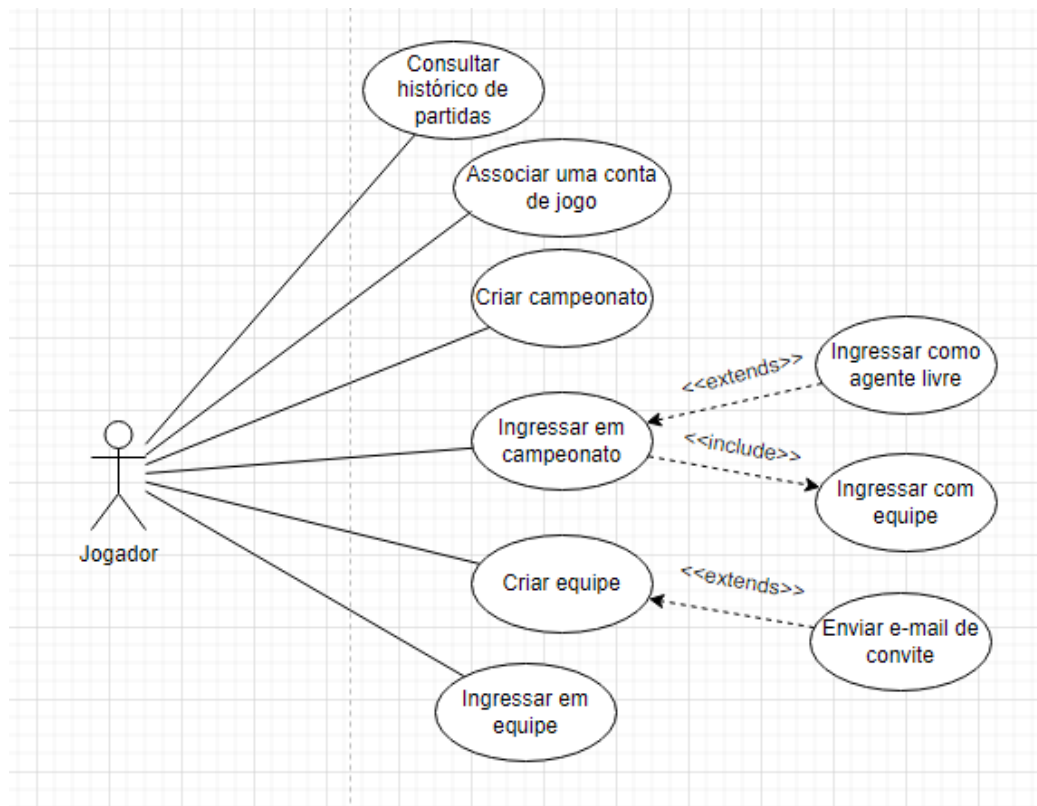 Consultar
histórico de
partidas
Associar uma conta
de jogo
Criar campeonato
Ingressar como
agente livre
<<extends>>
Ingressar em
campeonato
<<include>>
Ingressar com
equipe
Jogador
Criar equipe
<<extends>>
Enviar e-mail de
convite
Ingressar em
equipe